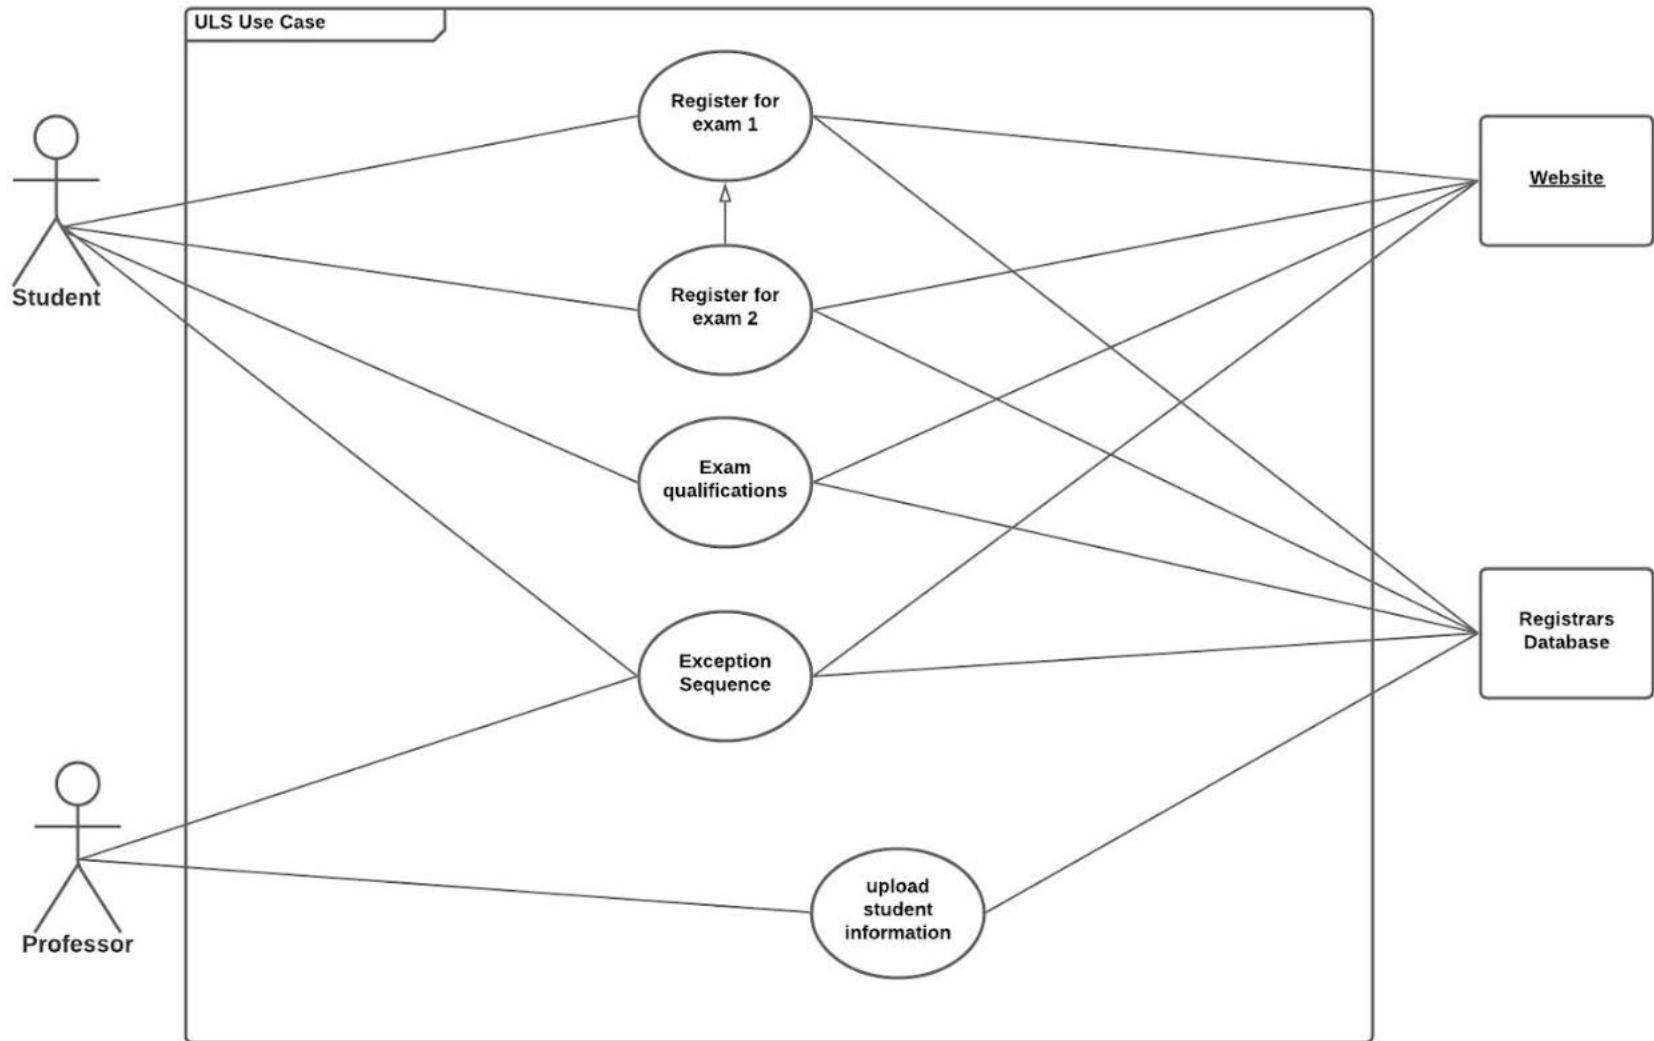 ULS Use Case
Register for
exam 1
Website
Student
Register for
exam 2
Exam
qualifications
Registrars
Database
Exception
Sequence
Professor
upload
student
information